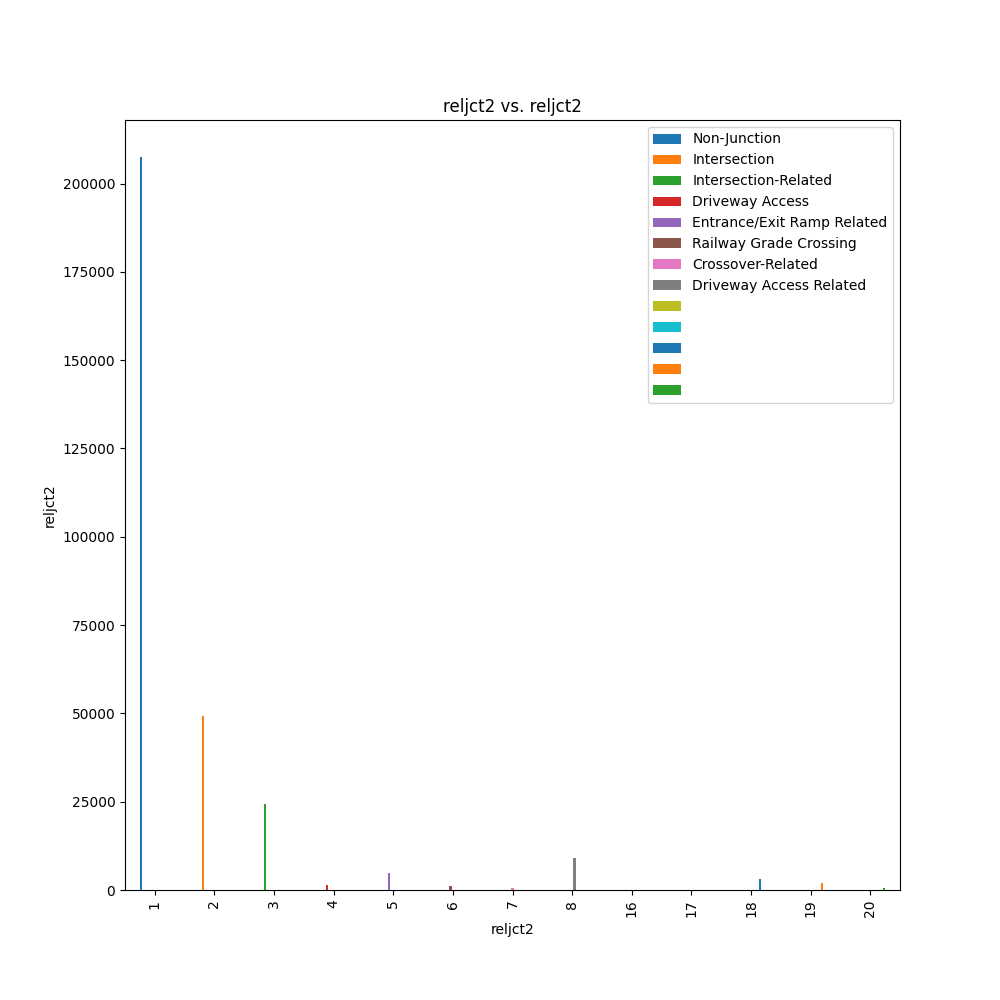 reljct2 vs. reljct2
Non-Junction
Intersection
Intersection-Related
Driveway Access
Entrance/Exit Ramp Related
Railway Grade Crossing
Crossover-Related
Driveway Access Related
200000
175000
150000
125000
100000
75000
50000
25000
0
reljct2
1 2 3 4 5 6 7 8 16 17 18 19 20
reljct2